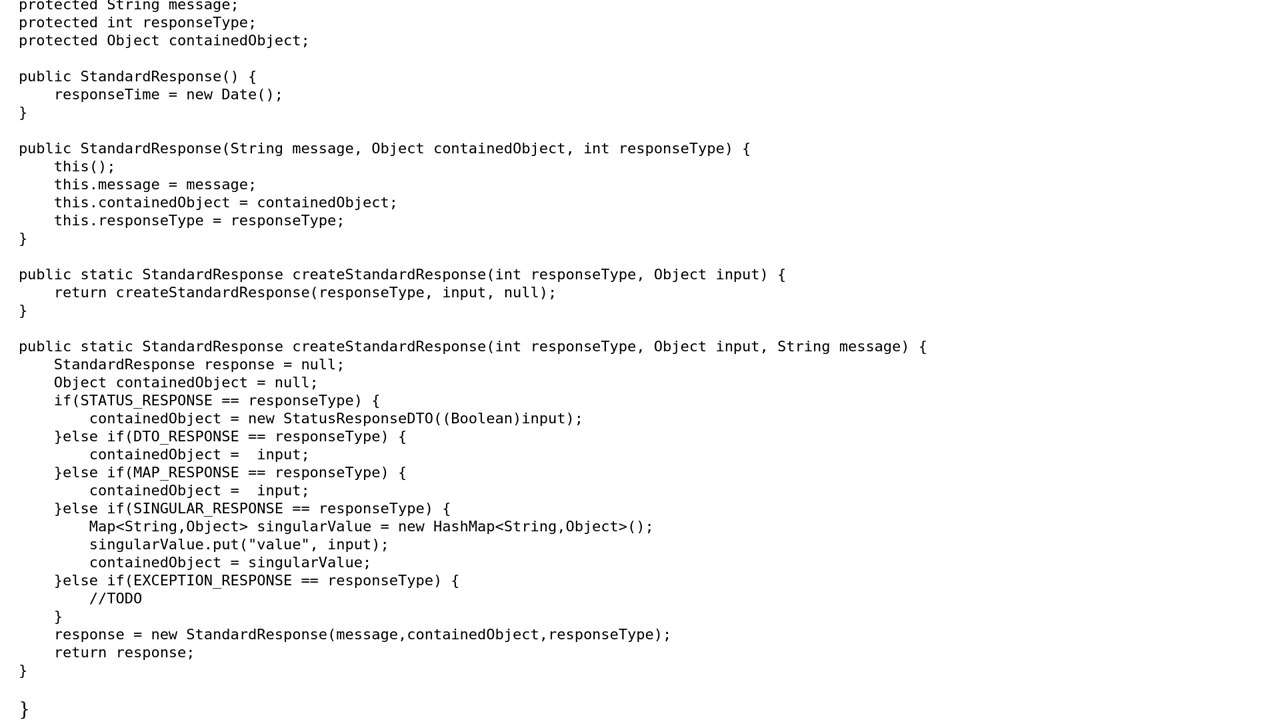 protected String message;
protected int responseType;
protected Object containedObject;

public StandardResponse() {
    responseTime = new Date();
}

public StandardResponse(String message, Object containedObject, int responseType) {
    this();
    this.message = message;
    this.containedObject = containedObject;
    this.responseType = responseType;
}

public static StandardResponse createStandardResponse(int responseType, Object input) {
    return createStandardResponse(responseType, input, null);
}

public static StandardResponse createStandardResponse(int responseType, Object input, String message) {
    StandardResponse response = null;
    Object containedObject = null;
    if(STATUS_RESPONSE == responseType) {
        containedObject = new StatusResponseDTO((Boolean)input);
    }else if(DTO_RESPONSE == responseType) {
        containedObject =  input;
    }else if(MAP_RESPONSE == responseType) {
        containedObject =  input;
    }else if(SINGULAR_RESPONSE == responseType) {
        Map<String,Object> singularValue = new HashMap<String,Object>();
        singularValue.put("value", input);
        containedObject = singularValue;
    }else if(EXCEPTION_RESPONSE == responseType) {
        //TODO
    }
    response = new StandardResponse(message,containedObject,responseType);
    return response;
}

}